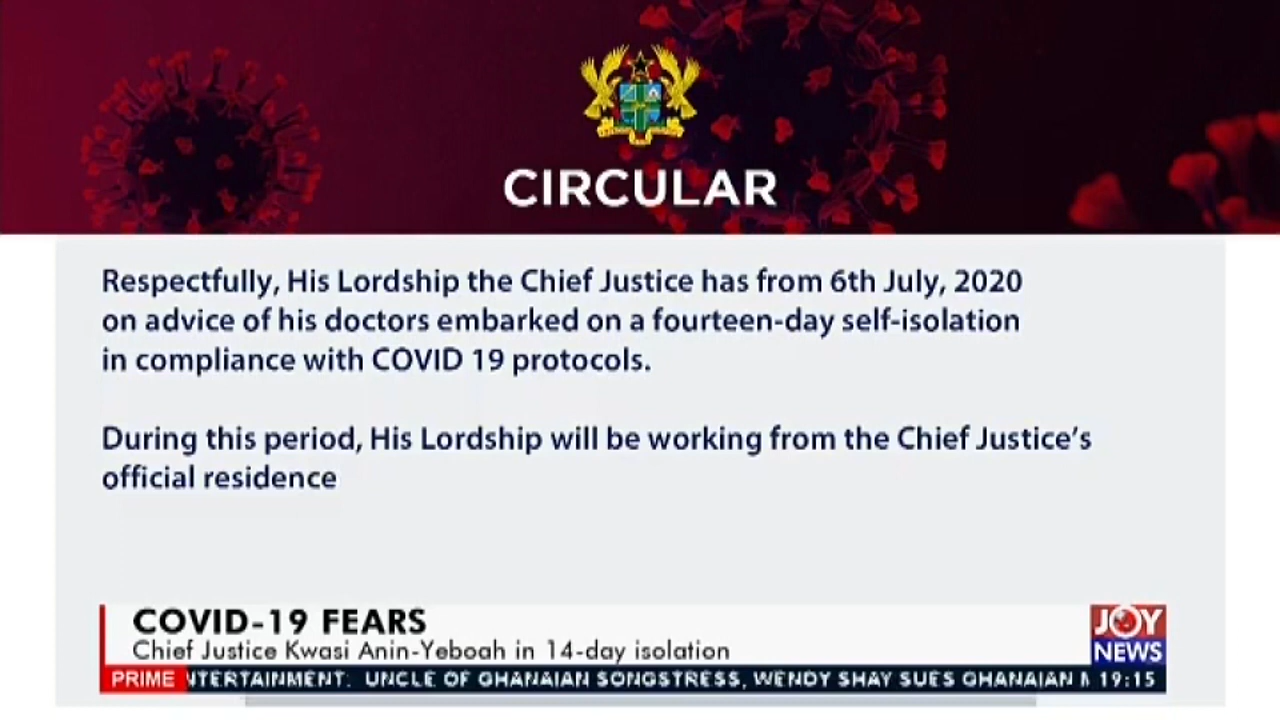 CIRCULAR
Respectfully, His Lordship the Chief Justice has from 6th July, 2020
on advice of his doctors embarked on a fourteen-day self-isolation
in compliance with COVID 19 protocols.
During this period, His Lordship will be working from the Chief Justice's
official residence
COVID-19 FEARS
Chief Justice Kwasi Anin-Yeboah in 14-day isolation
JOY
NEWS
PRIME NTERTAINMENT: UNCLE OF GHANAIAN SONGSTRESS, WENDY SHAY SUES GHANAIAN 19:15